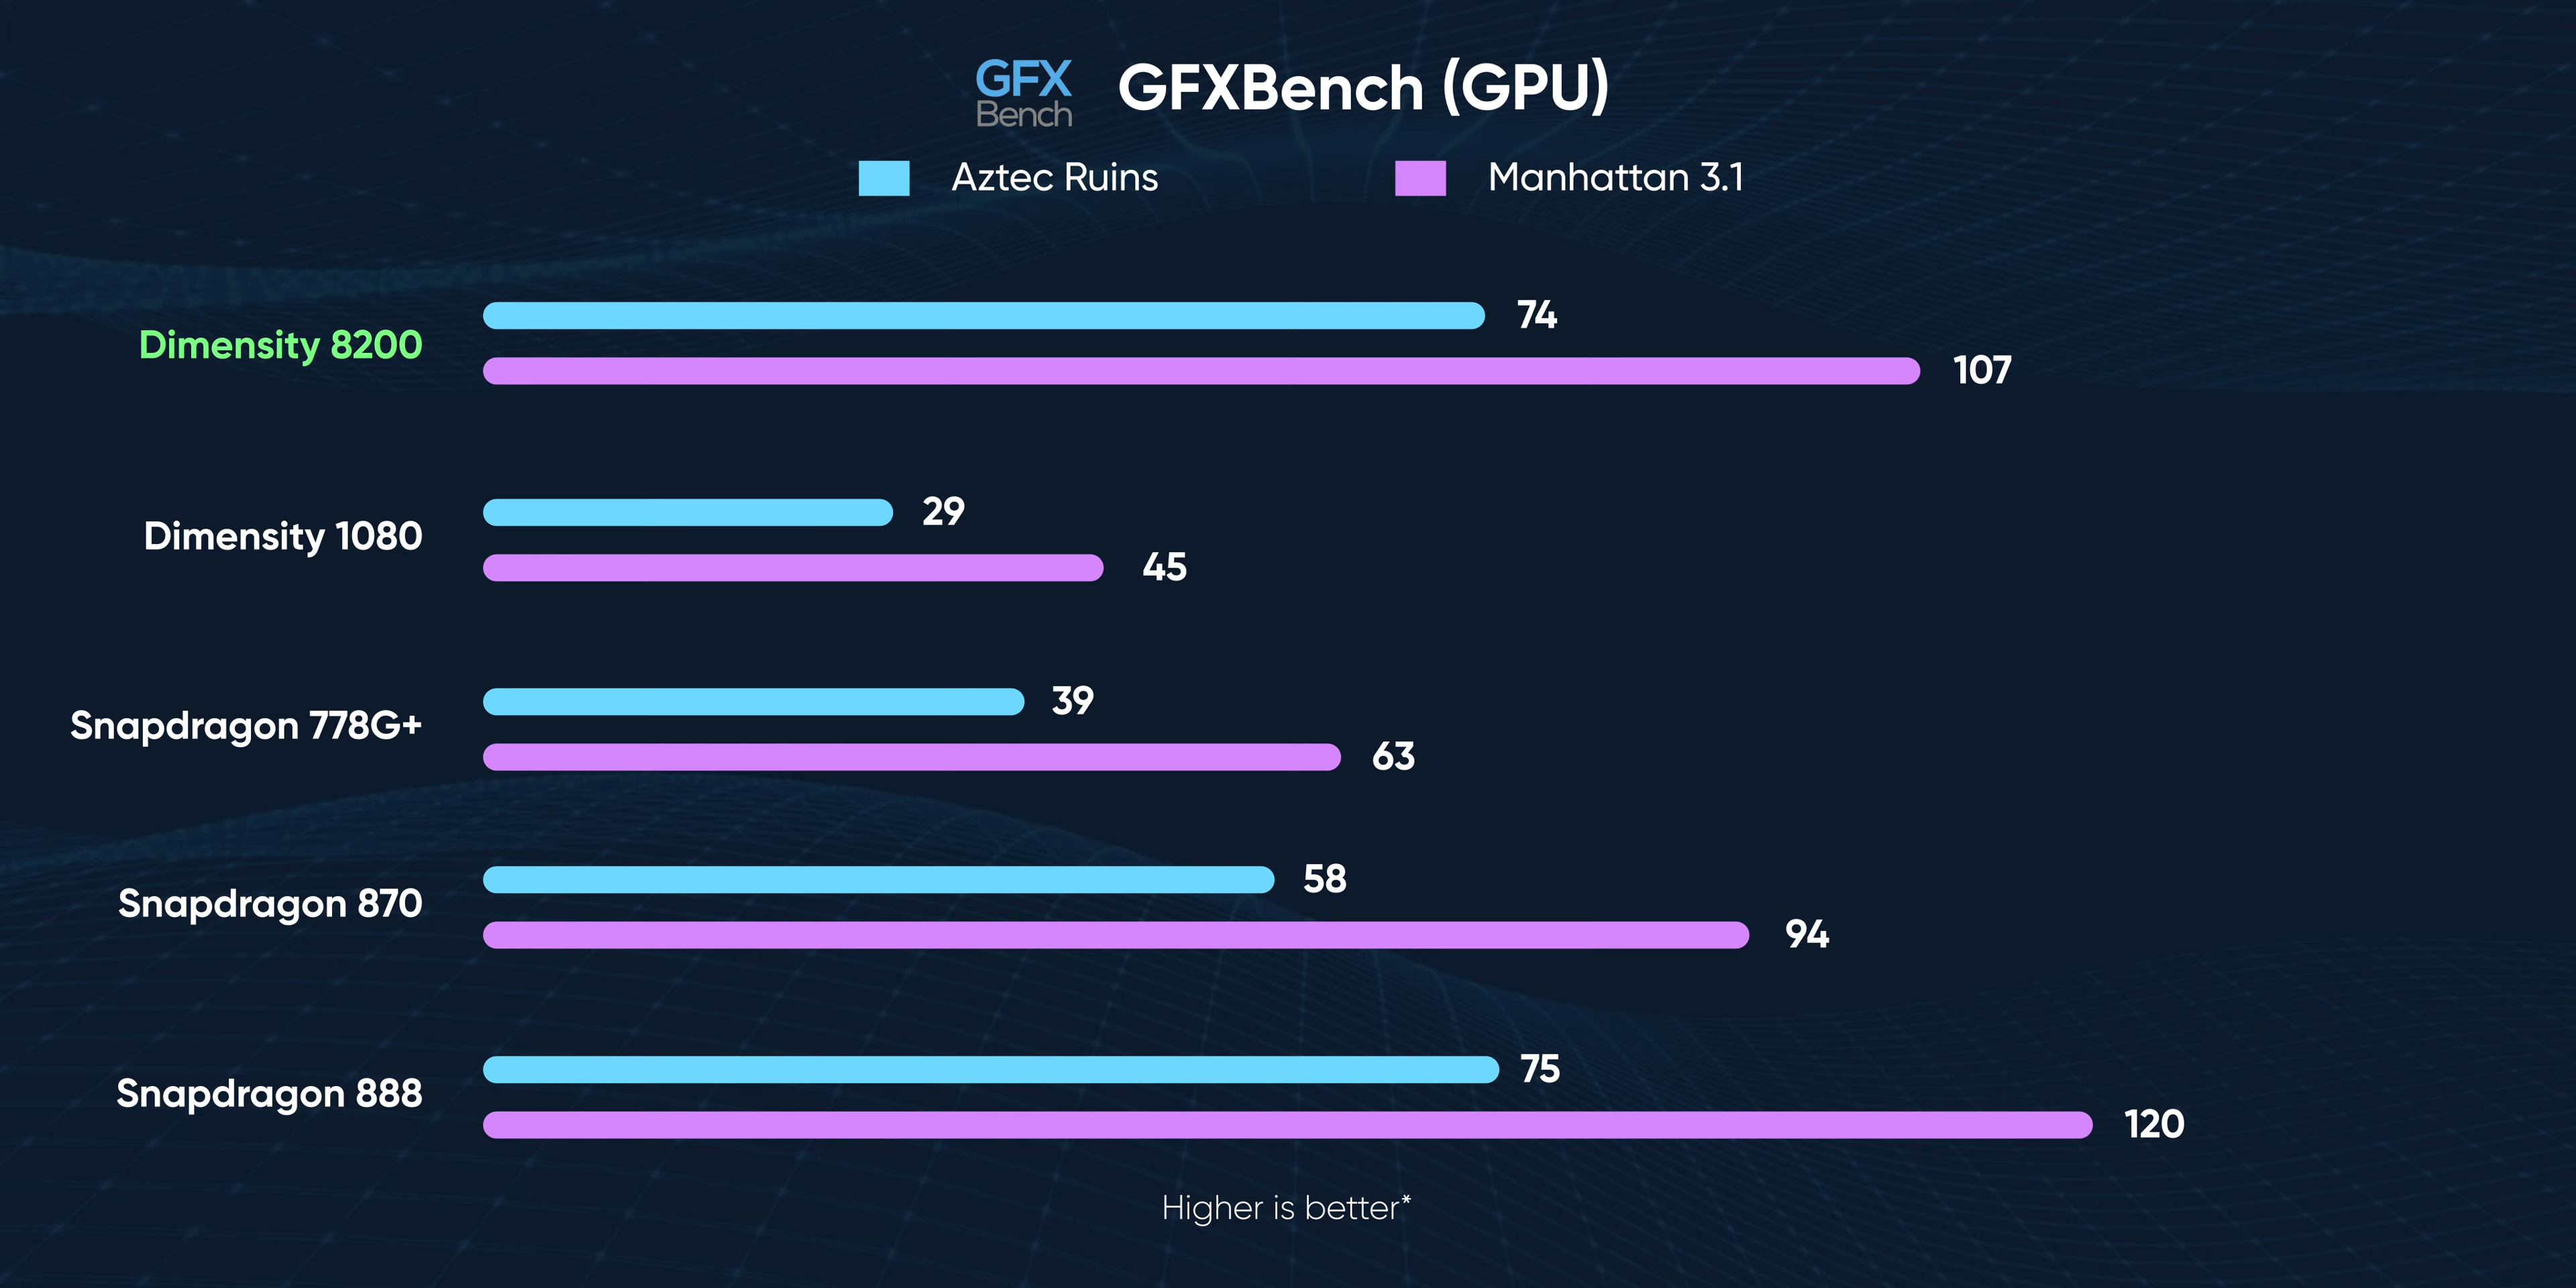 GFX
Bench
GFXBench (GPU)
Aztec Ruins
Manhattan 3.1
Dimensity 8200
74
107
Dimensity 1080
29
45
Snapdragon 778G+
39
63
Snapdragon 870
58
94
Snapdragon 888
75
120
Higher is better*